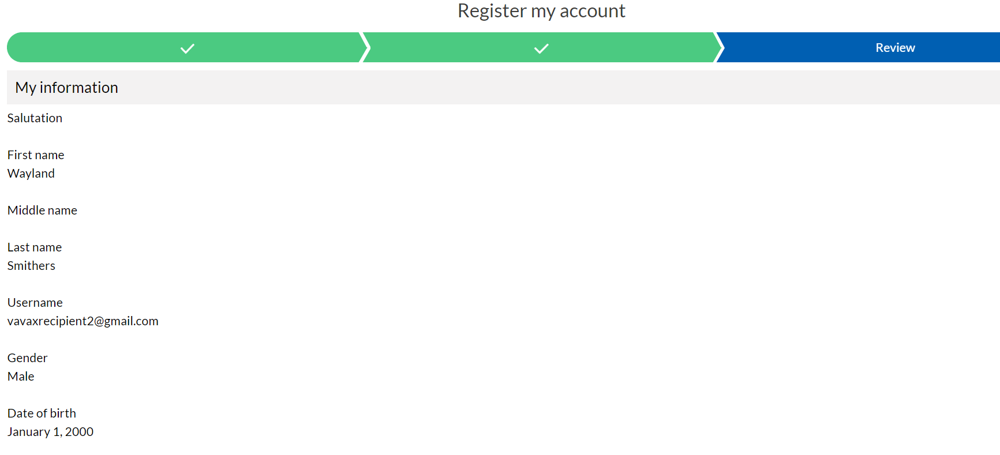 Register my account
Review
My information
Salutation
First name
Wayland
Middle name
Last name
Smithers
Username
vavaxrecipient2@gmail.com
Gender
Male
Date of birth
January 1, 2000